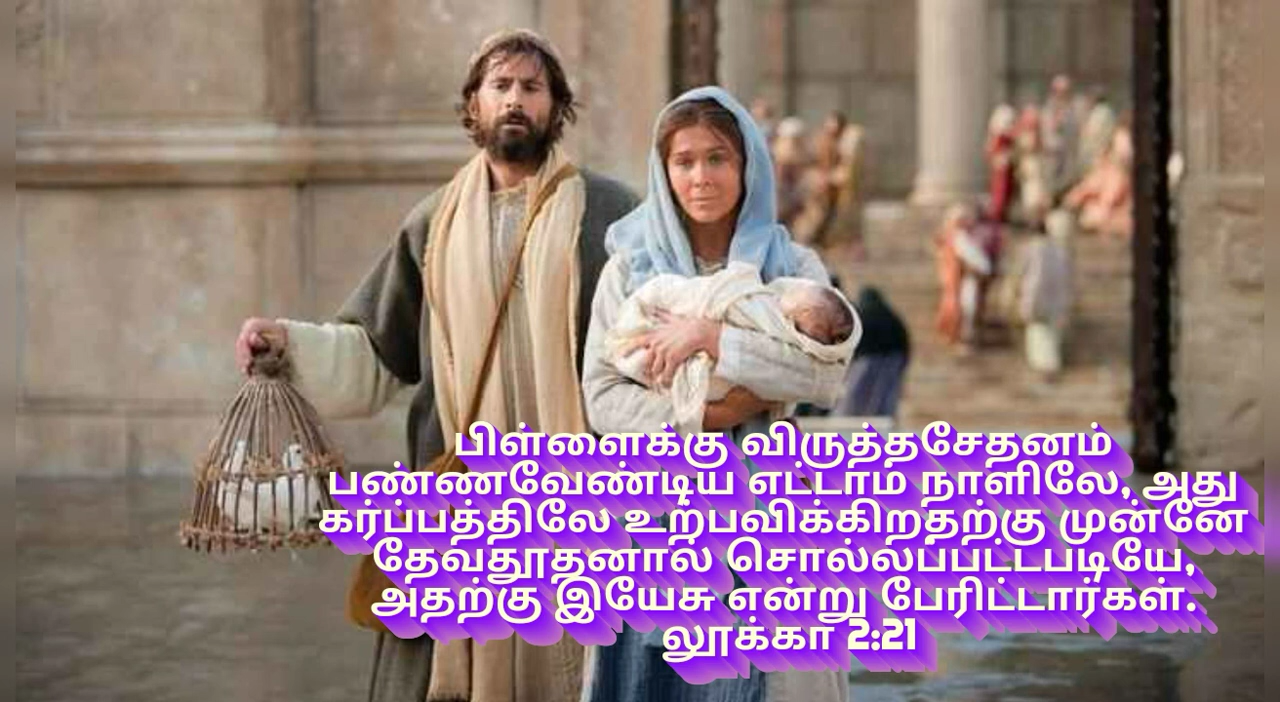 பிள்ளைக்கு விருத்தசேதனம்
பண்ணவேண்டிய எட்டாம் நாளிலே, அது
கர்ப்பத்திலே உற்பவிக்கிறதற்கு முன்னே
தேவதூதனால் சொல்லப்பட்டபடியே,
அதற்கு இயேசு என்று பேரிட்டார்கள்.
லூக்கா 2:21